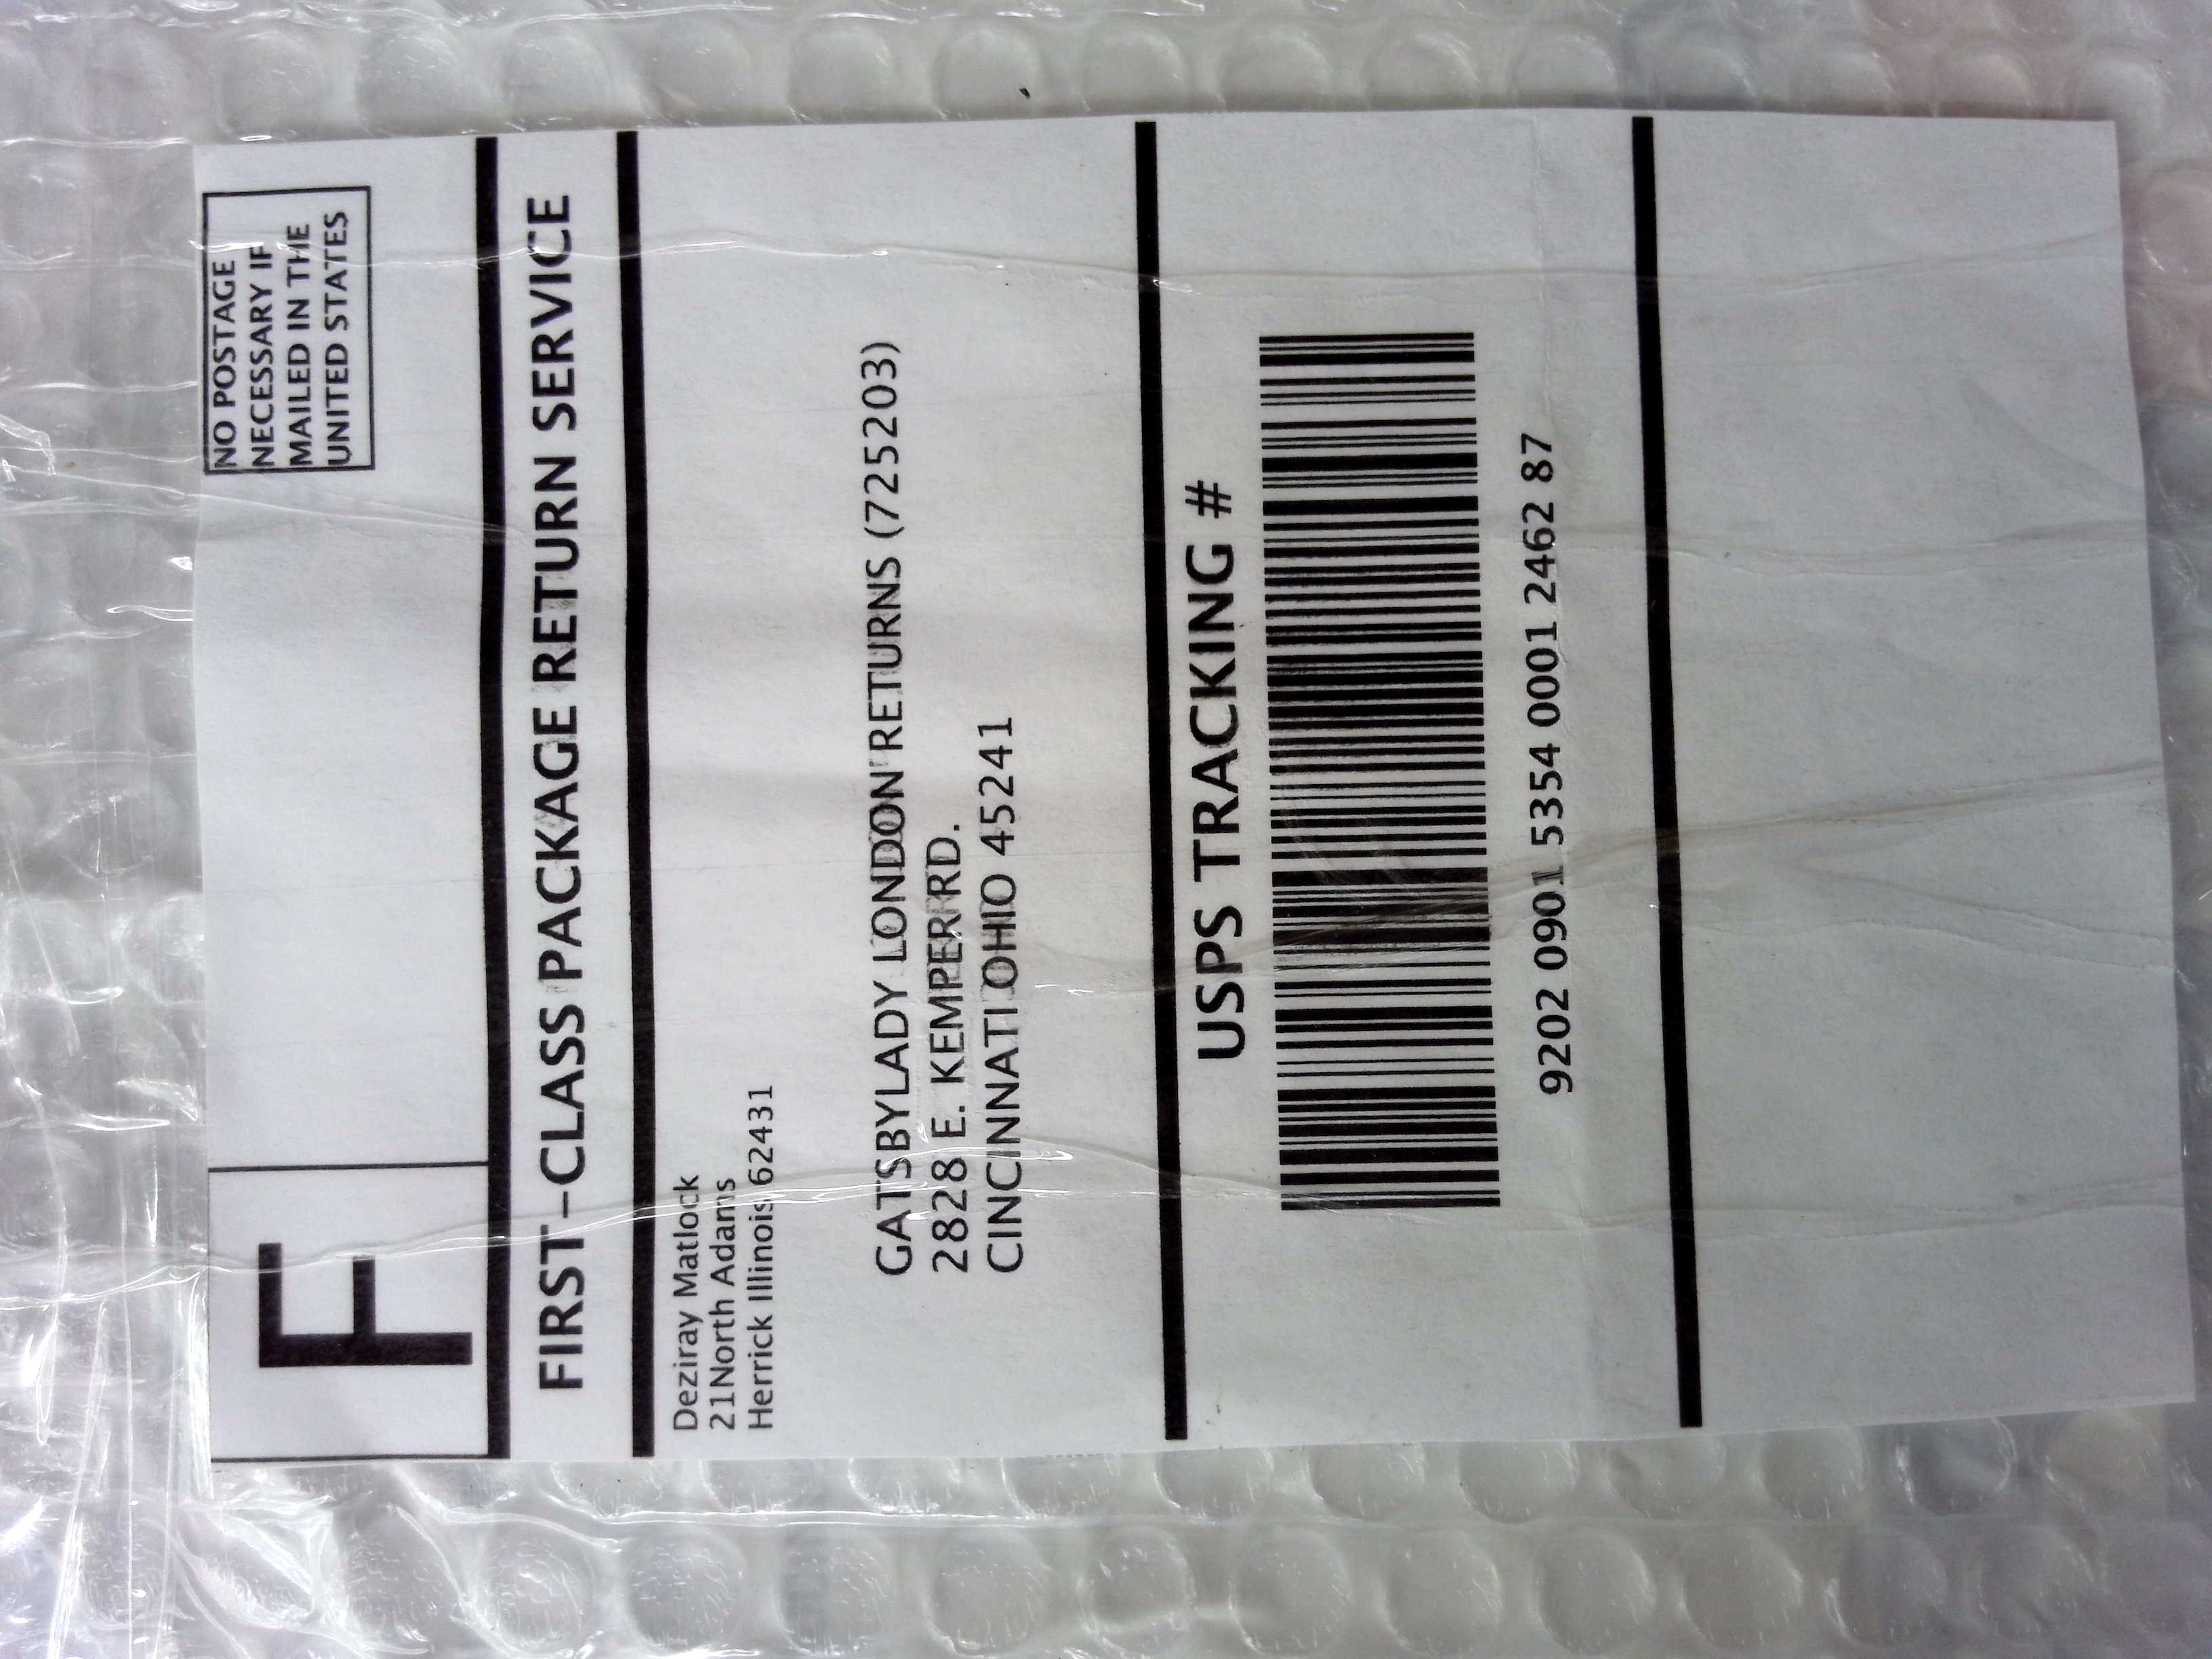 F
NO POSTAGE
NECESSARY IF
MAILED IN THE
UNITED STATES
FIRST-CLASS PACKAGE RETURN SERVICE
Deziray Matlock
21North Adams
Herrick Illinois 62431
GATSBYLADY LONDON RETURNS (725203)
2828 E. KEMPER RD.
CINCINNATI OHIO 45241
USPS TRACKING #
9202 0901 5354 0001 2462 87